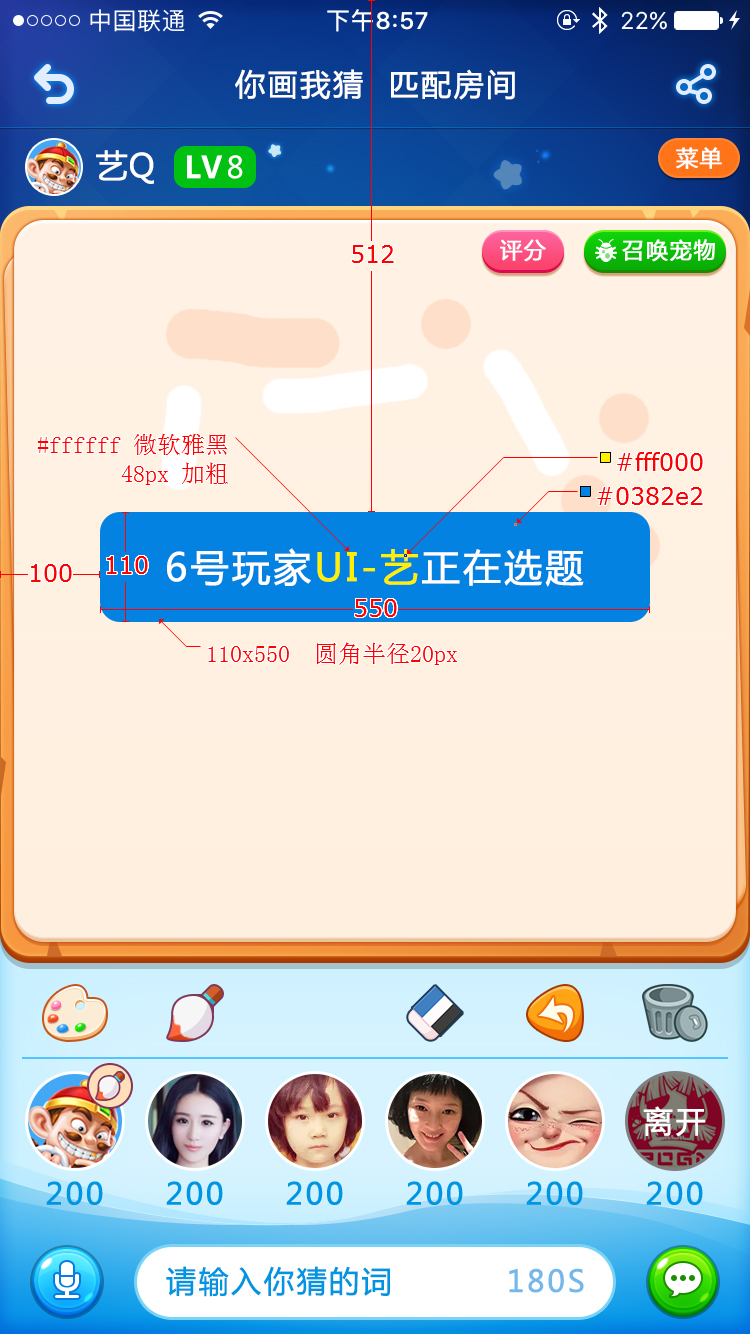 中国联通 下午8:57 22%
你画我猜 匹配房间
艺Q LV8 菜单
512 评分 召唤宠物
#ffffff 微软雅黑
48px 加粗
#fff000
#0382e2
100 110 6号玩家UI-艺正在选题
550
110x550 圆角半径20px
离开
200 200 200 200 200 200
请输入你猜的词 180S